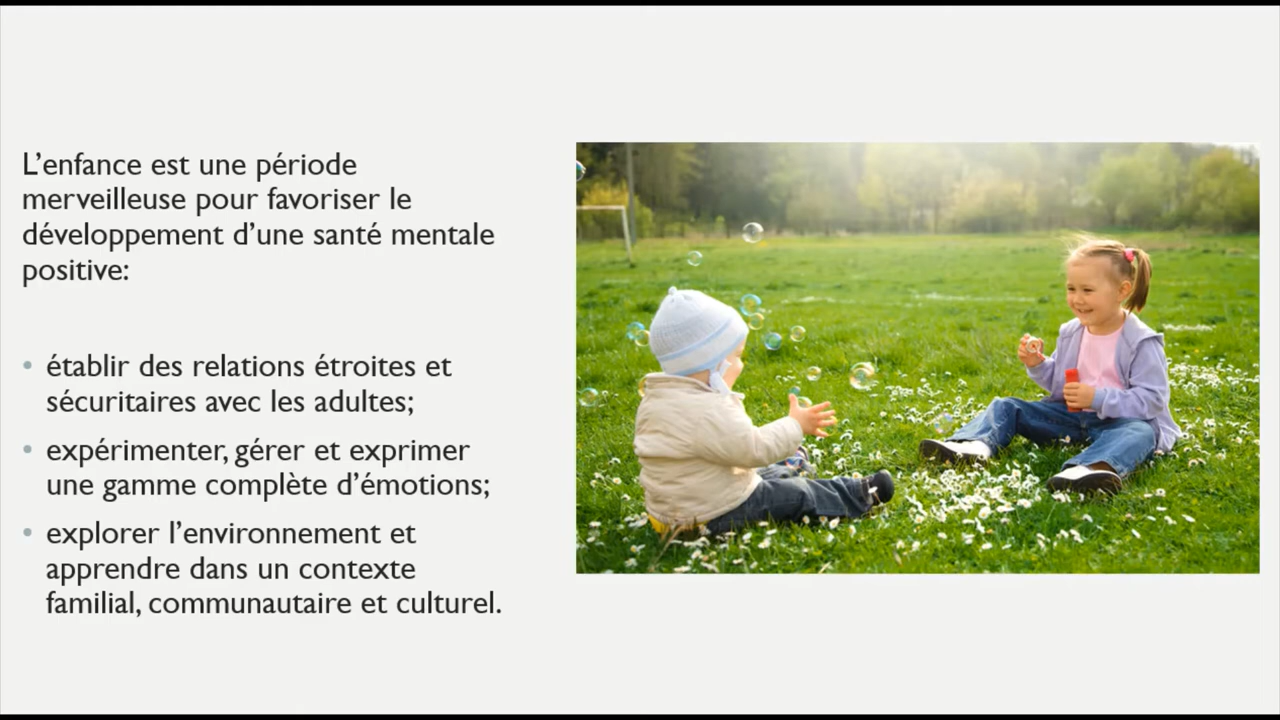 L’enfance est une période
merveilleuse pour favoriser le
développement d’une santé mentale
positive:
• établir des relations étroites et
sécuritaires avec les adultes;
• expérimenter, gérer et exprimer
une gamme complète d’émotions;
• explorer l’environnement et
apprendre dans un contexte
familial, communautaire et culturel.